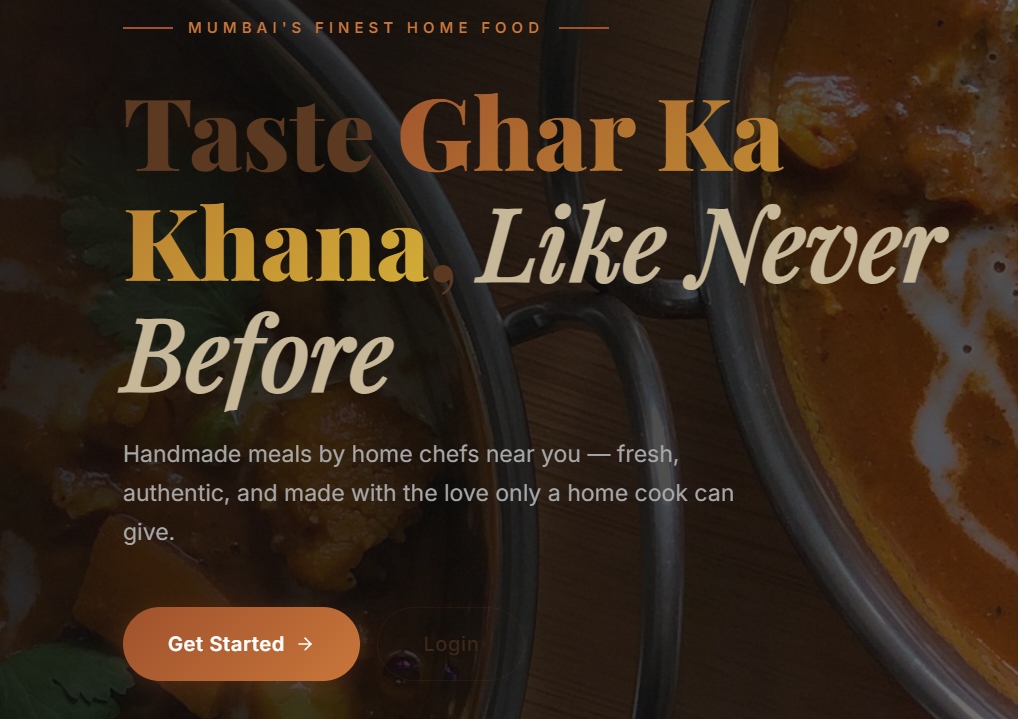 MUMBAI'S FINEST HOME FOOD
Taste Ghar Ka
Khana, Like Never
Before
Handmade meals by home chefs near you — fresh,
authentic, and made with the love only a home cook can
give.
Get Started →
Login